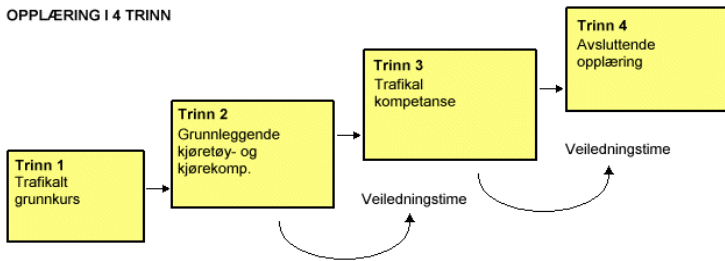 OPPLÆRING I 4 TRINN
Trinn 1
Trafikalt
grunnkurs
Trinn 2
Grunnleggende
kjøretøy- og
kjørekomp.
Veiledningstime
Trinn 3
Trafikal
kompetanse
Veiledningstime
Trinn 4
Avsluttende
opplæring